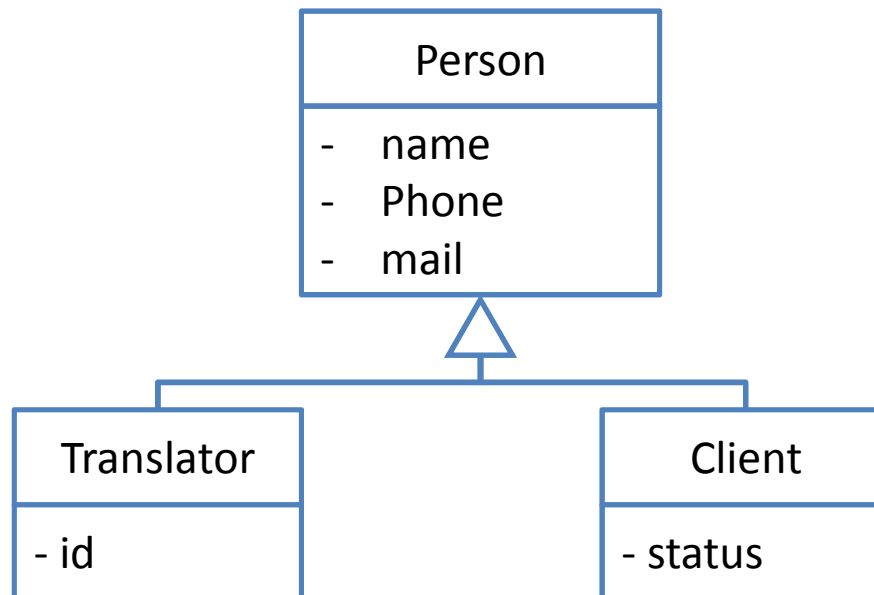 Person
- name
- Phone
- mail
Translator
- id
Client
- status